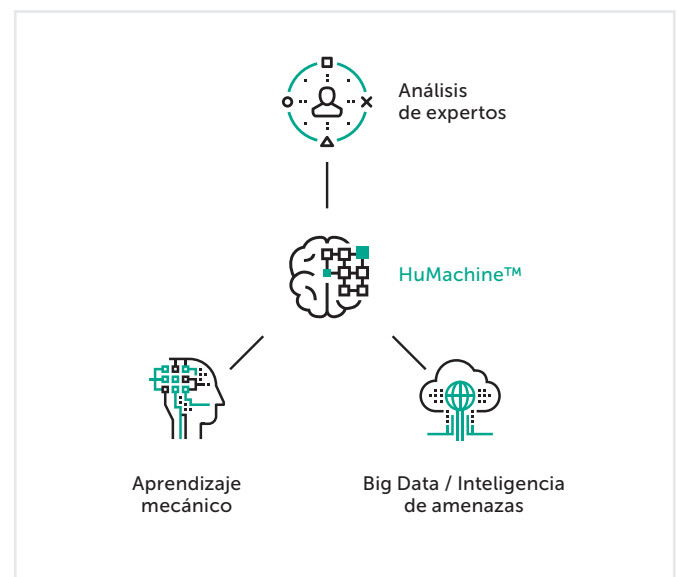 Análisis
de expertos
HuMachine™
Aprendizaje
mecánico
Big Data / Inteligencia
de amenazas